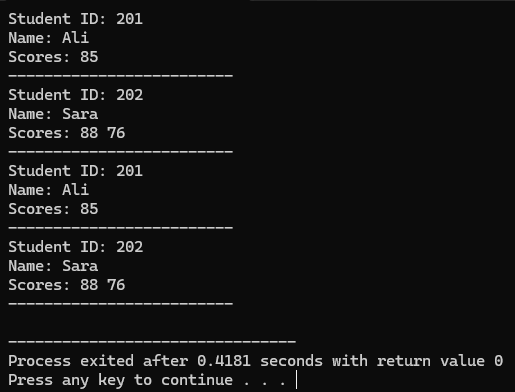 Student ID: 201
Name: Ali
Scores: 85
-------------------------
Student ID: 202
Name: Sara
Scores: 88 76
-------------------------
Student ID: 201
Name: Ali
Scores: 85
-------------------------
Student ID: 202
Name: Sara
Scores: 88 76
-------------------------

--------------------------------
Process exited after 0.4181 seconds with return value 0
Press any key to continue . . .